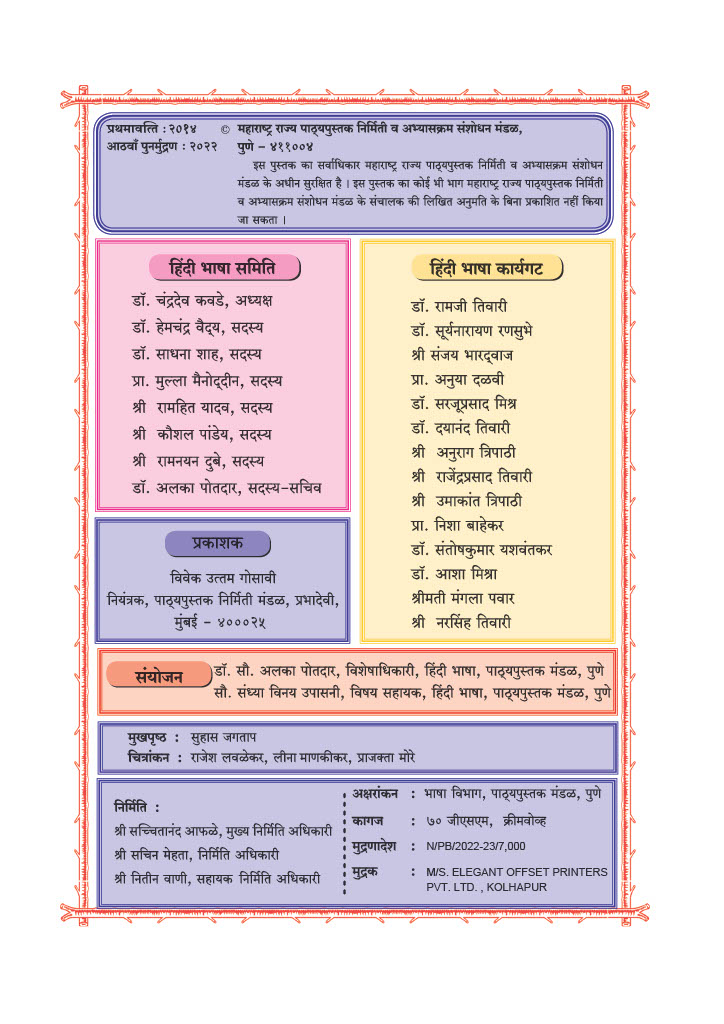 प्रथमावत्ति : २०१४
आठवाँ पुनर्मुद्रण : २०२२
© महाराष्ट्र राज्य पाठ्यपुस्तक निर्मिती व अभ्यासक्रम संशोधन मंडळ,
पुणे – ४११००४
इस पुस्तक का सर्वाधिकार महाराष्ट्र राज्य पाठ्यपुस्तक निर्मिती व अभ्यासक्रम संशोधन
मंडळ के अधीन सुरक्षित है । इस पुस्तक का कोई भी भाग महाराष्ट्र राज्य पाठ्यपुस्तक निर्मिती
व अभ्यासक्रम संशोधन मंडळ के संचालक की लिखित अनुमति के बिना प्रकाशित नहीं किया
जा सकता ।
हिंदी भाषा समिति
डॉ. चंद्रदेव कवडे, अध्यक्ष
डॉ. हेमचंद्र वैद्य, सदस्य
डॉ. साधना शाह, सदस्य
प्रा. मुल्ला मैनोद्दीन, सदस्य
श्री रामहित यादव, सदस्य
श्री कौशल पांडेय, सदस्य
श्री रामनयन दुबे, सदस्य
डॉ. अलका पोतदार, सदस्य–सचिव
प्रकाशक
विवेक उत्तम गोसावी
नियंत्रक, पाठ्यपुस्तक निर्मिती मंडळ, प्रभादेवी,
मुंबई – ४०००२५
हिंदी भाषा कार्यगट
डॉ. रामजी तिवारी
डॉ. सूर्यनारायण रणसुभे
श्री संजय भारद्वाज
प्रा. अनुया दळवी
डॉ. सरजूप्रसाद मिश्र
डॉ. दयानंद तिवारी
श्री अनुराग त्रिपाठी
श्री राजेंद्रप्रसाद तिवारी
श्री उमाकांत त्रिपाठी
प्रा. निशा बाहेकर
डॉ. संतोषकुमार यशवंतकर
डॉ. आशा मिश्रा
श्रीमती मंगला पवार
श्री नरसिंह तिवारी
संयोजन
डॉ. सौ. अलका पोतदार, विशेषाधिकारी, हिंदी भाषा, पाठ्यपुस्तक मंडळ, पुणे
सौ. संध्या विनय उपासनी, विषय सहायक, हिंदी भाषा, पाठ्यपुस्तक मंडळ, पुणे
मुखपृष्ठ : सुहास जगताप
चित्रांकन : राजेश लवळेकर, लीना माणकीकर, प्राजक्ता मोरे
निर्मिति :
श्री सच्चितानंद आफळे, मुख्य निर्मिति अधिकारी
श्री सचिन मेहता, निर्मिति अधिकारी
श्री नितीन वाणी, सहायक निर्मिति अधिकारी
अक्षरांकन : भाषा विभाग, पाठ्यपुस्तक मंडळ, पुणे
कागज : ७० जीएसएम, क्रीमवोव्ह
मुद्रणादेश : N/PB/2022-23/7,000
मुद्रक : M/S. ELEGANT OFFSET PRINTERS
PVT. LTD. , KOLHAPUR